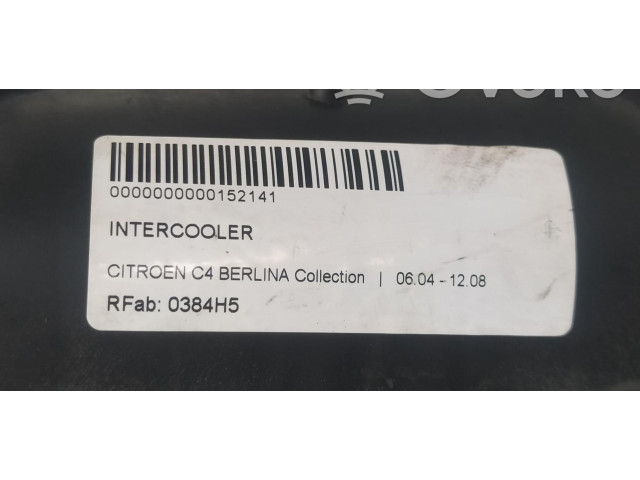 0000000000152141
INTERCOOLER
CITROEN C4 BERLINA Collection | 06.04 - 12.08
RFab: 0384H5